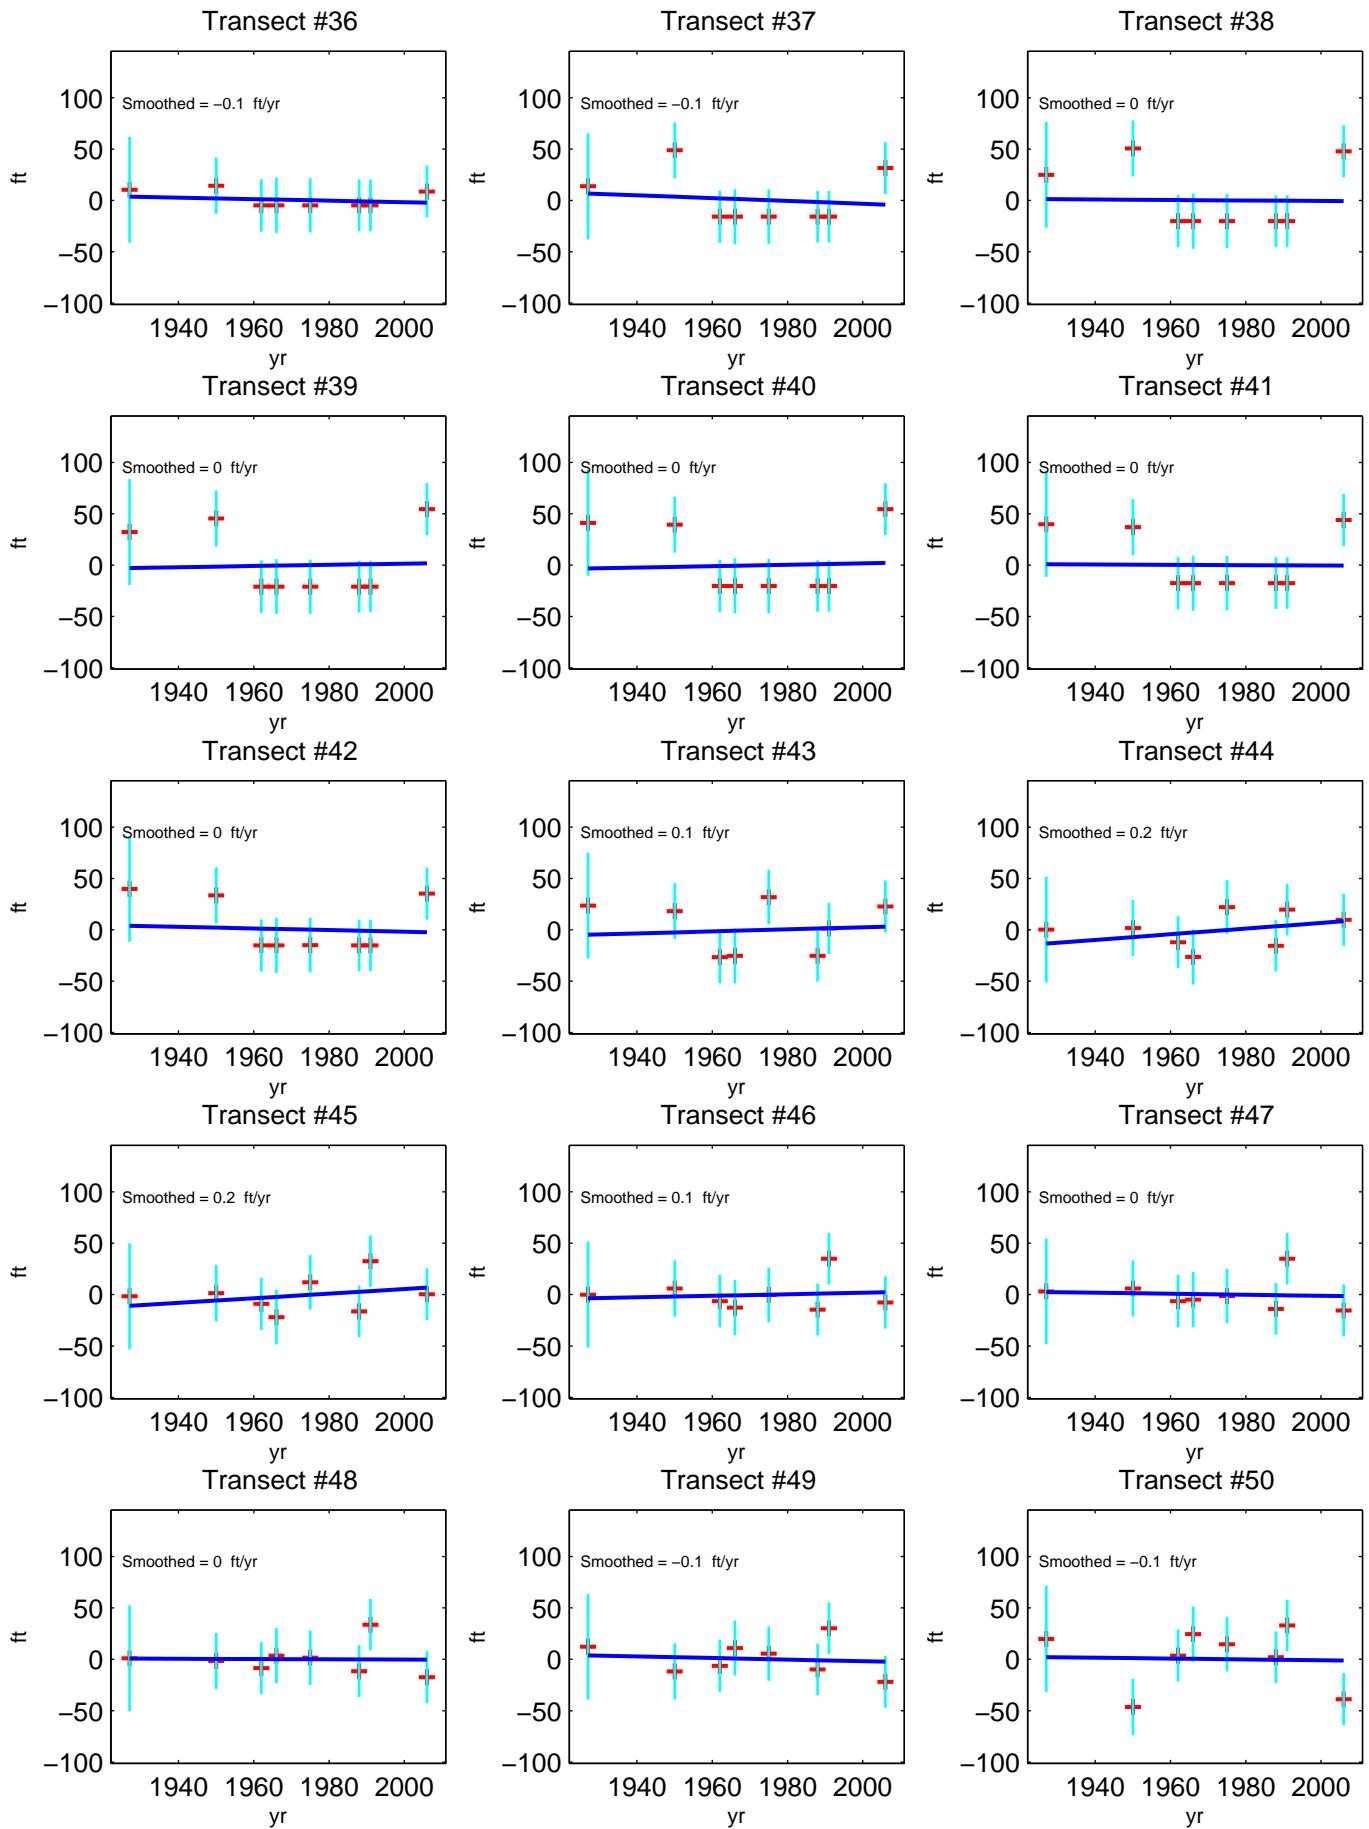 Transect #36 Transect #37 Transect #38
100 100 100
Smoothed = −0.1 ft/yr Smoothed = −0.1 ft/yr Smoothed = 0 ft/yr
50 50 50
ft ft ft
0 0 0
−50 −50 −50
−100 −100 −100
1940 1960 1980 2000 1940 1960 1980 2000 1940 1960 1980 2000
yr yr yr
Transect #39 Transect #40 Transect #41
100 100 100
Smoothed = 0 ft/yr Smoothed = 0 ft/yr Smoothed = 0 ft/yr
50 50 50
ft ft ft
0 0 0
−50 −50 −50
−100 −100 −100
1940 1960 1980 2000 1940 1960 1980 2000 1940 1960 1980 2000
yr yr yr
Transect #42 Transect #43 Transect #44
100 100 100
Smoothed = 0 ft/yr Smoothed = 0.1 ft/yr Smoothed = 0.2 ft/yr
50 50 50
ft ft ft
0 0 0
−50 −50 −50
−100 −100 −100
1940 1960 1980 2000 1940 1960 1980 2000 1940 1960 1980 2000
yr yr yr
Transect #45 Transect #46 Transect #47
100 100 100
Smoothed = 0.2 ft/yr Smoothed = 0.1 ft/yr Smoothed = 0 ft/yr
50 50 50
ft ft ft
0 0 0
−50 −50 −50
−100 −100 −100
1940 1960 1980 2000 1940 1960 1980 2000 1940 1960 1980 2000
yr yr yr
Transect #48 Transect #49 Transect #50
100 100 100
Smoothed = 0 ft/yr Smoothed = −0.1 ft/yr Smoothed = −0.1 ft/yr
50 50 50
ft ft ft
0 0 0
−50 −50 −50
−100 −100 −100
1940 1960 1980 2000 1940 1960 1980 2000 1940 1960 1980 2000
yr yr yr